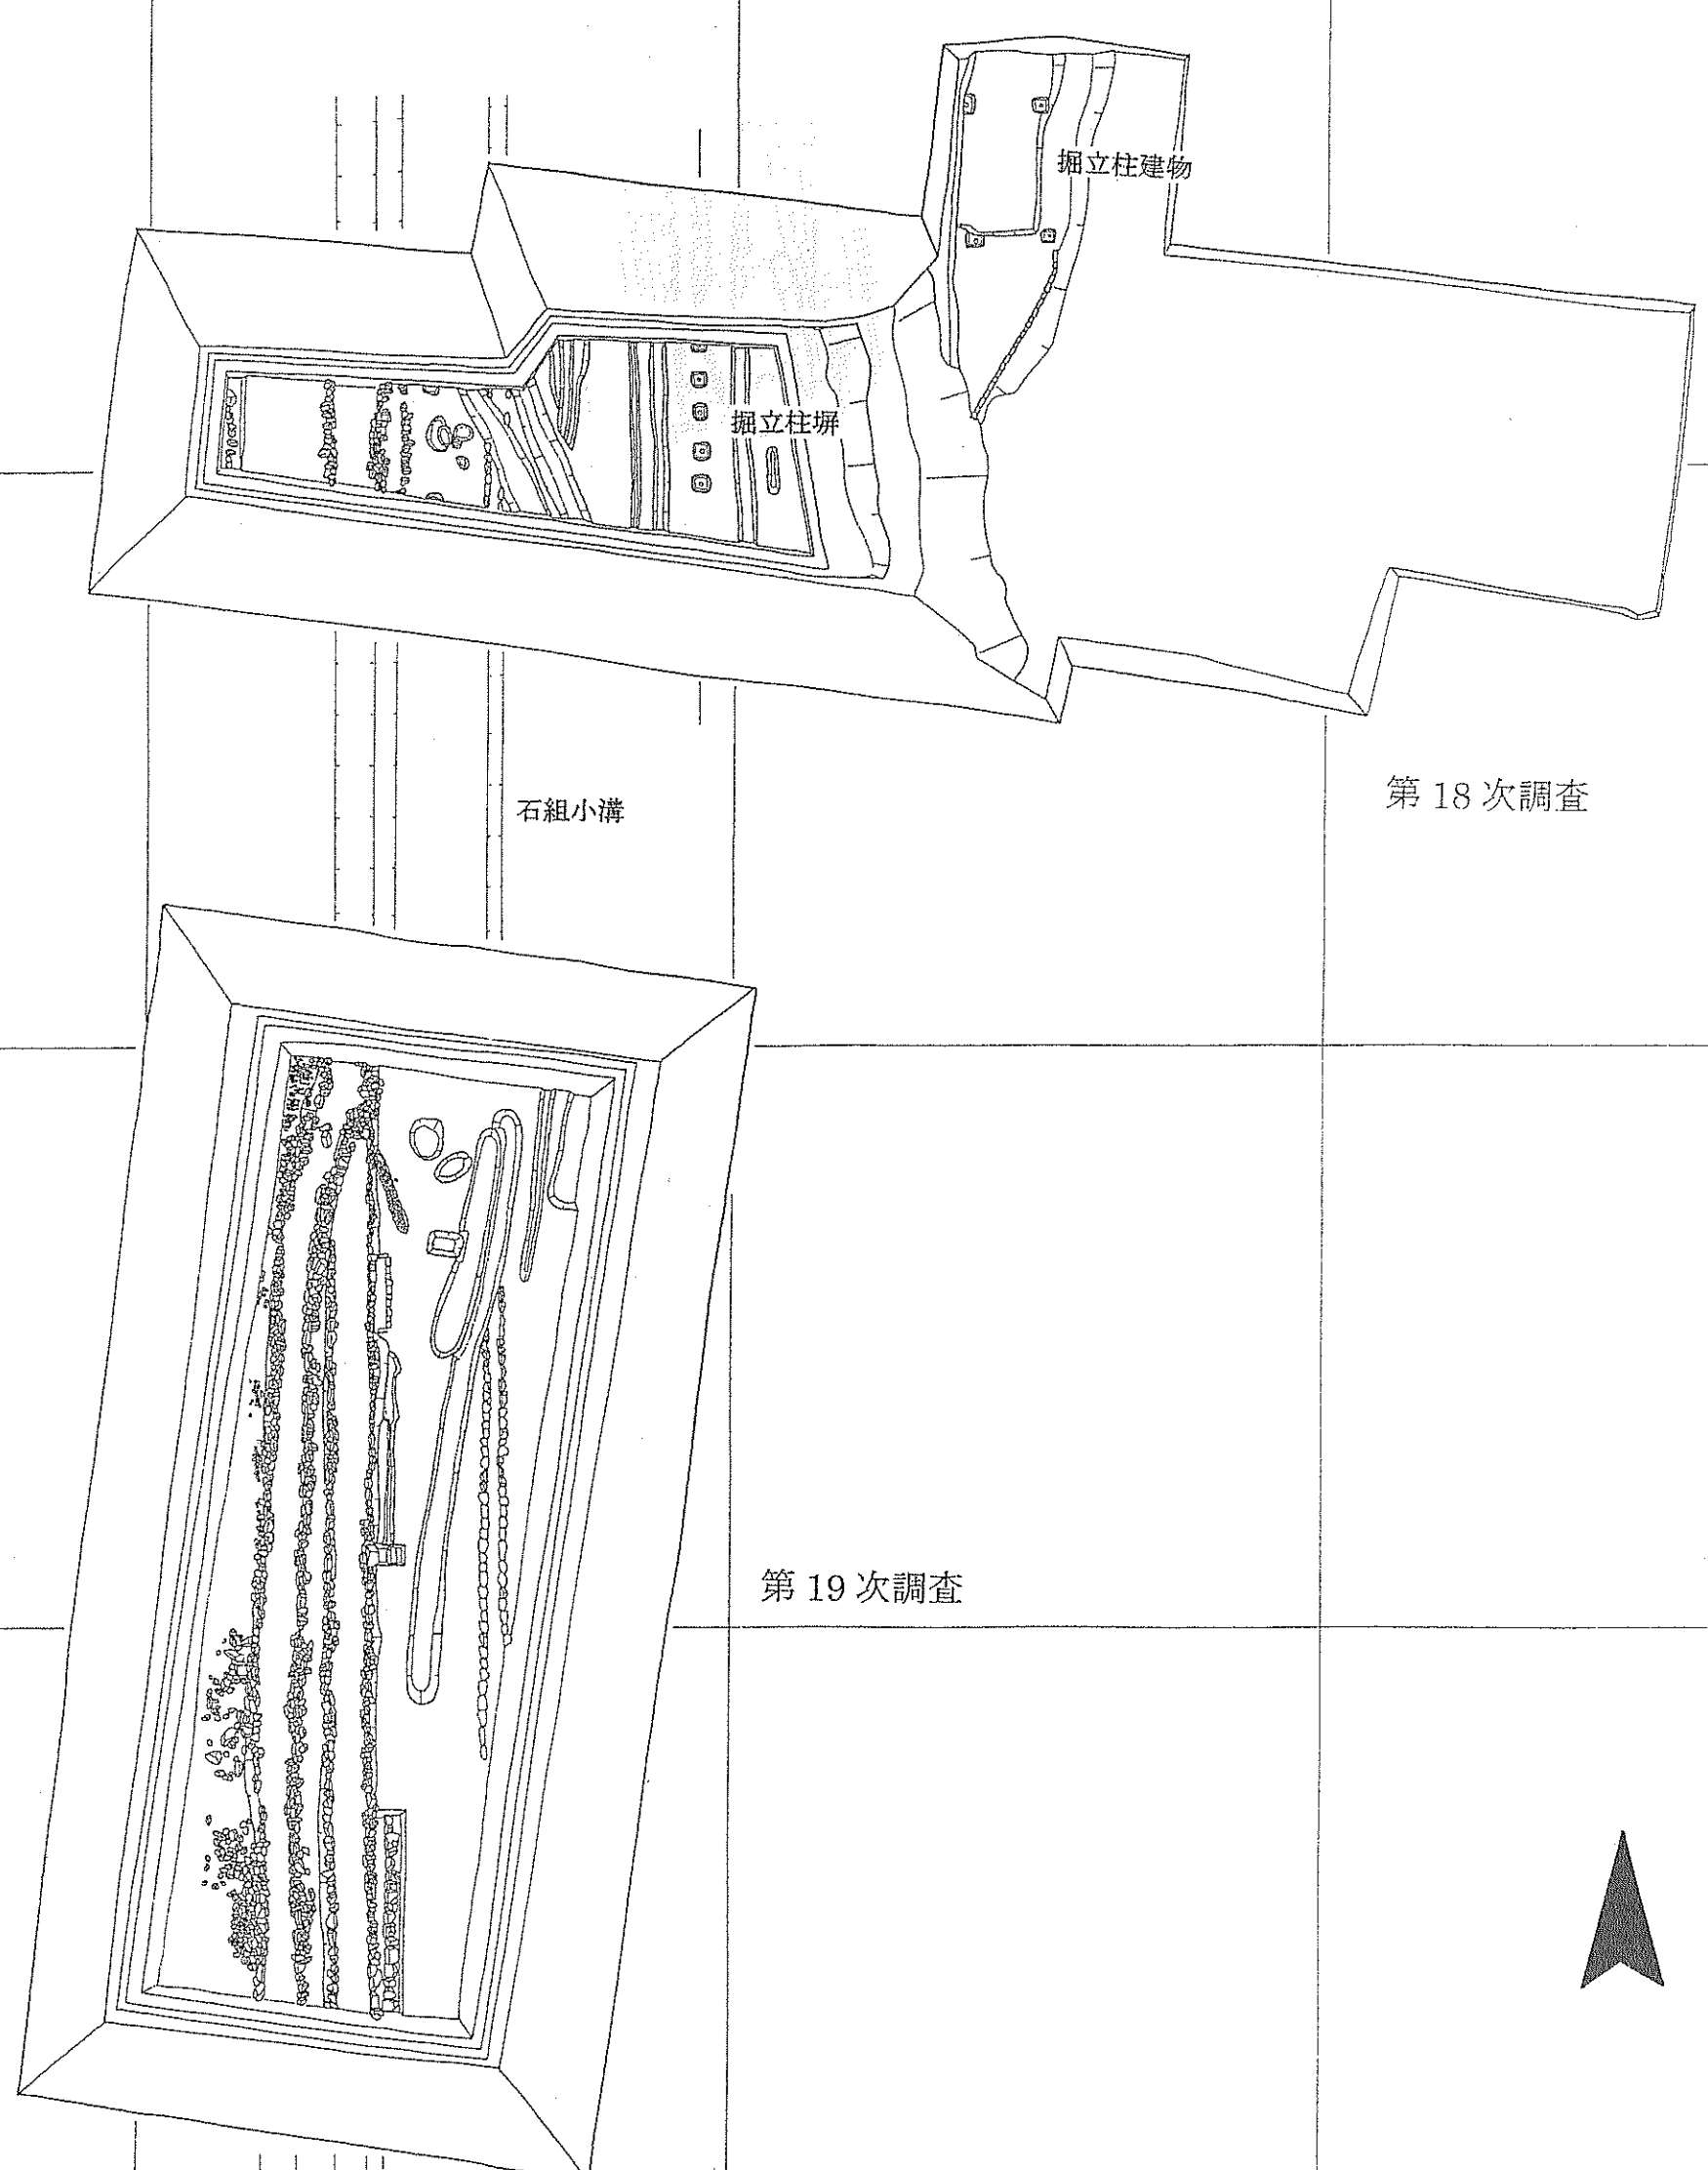 掘立柱建物
掘立柱塀
第 18 次調査
石組小溝
第 19 次調査